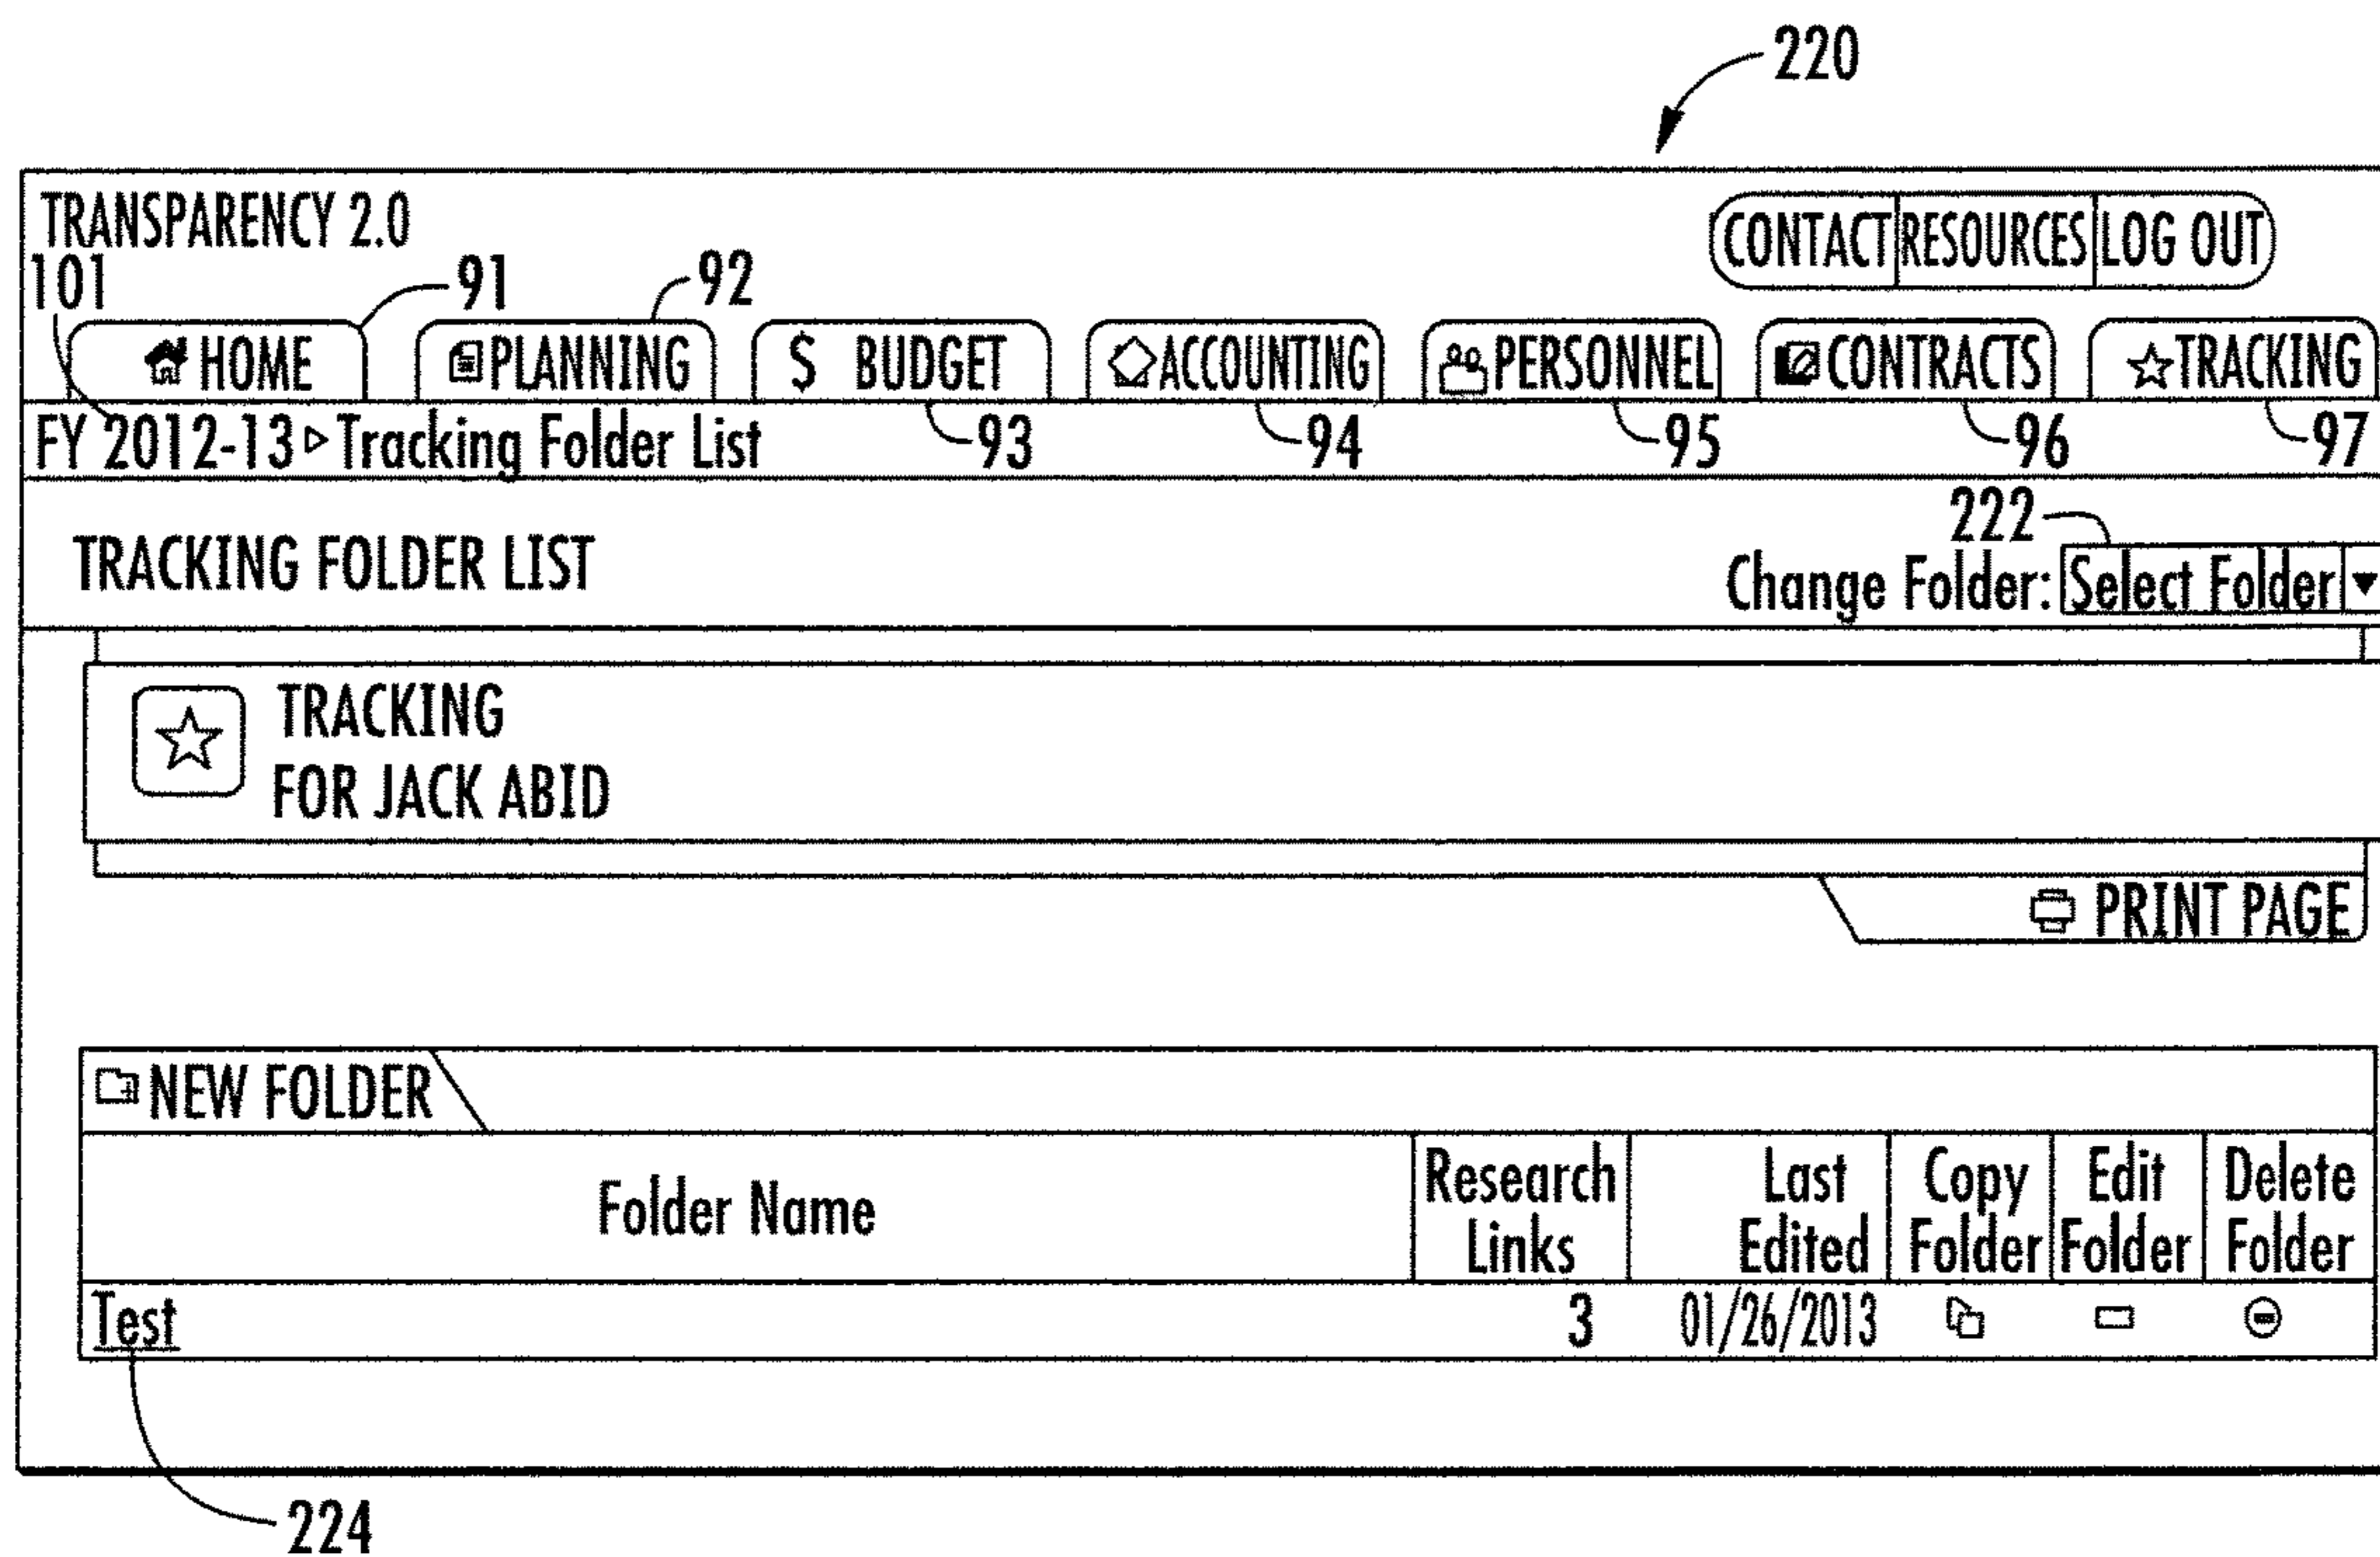 220
TRANSPARENCY 2.0
CONTACT RESOURCES LOG OUT
101 91 92
HOME PLANNING $ BUDGET ACCOUNTING PERSONNEL CONTRACTS TRACKING
FY 2012-13 Tracking Folder List 93 94 95 96 97
222
TRACKING FOLDER LIST Change Folder: Select Folder
TRACKING
FOR JACK ABID
PRINT PAGE
NEW FOLDER
Folder Name Research Links Last Edited Copy Folder Edit Folder Delete Folder
Test 3 01/26/2013
224